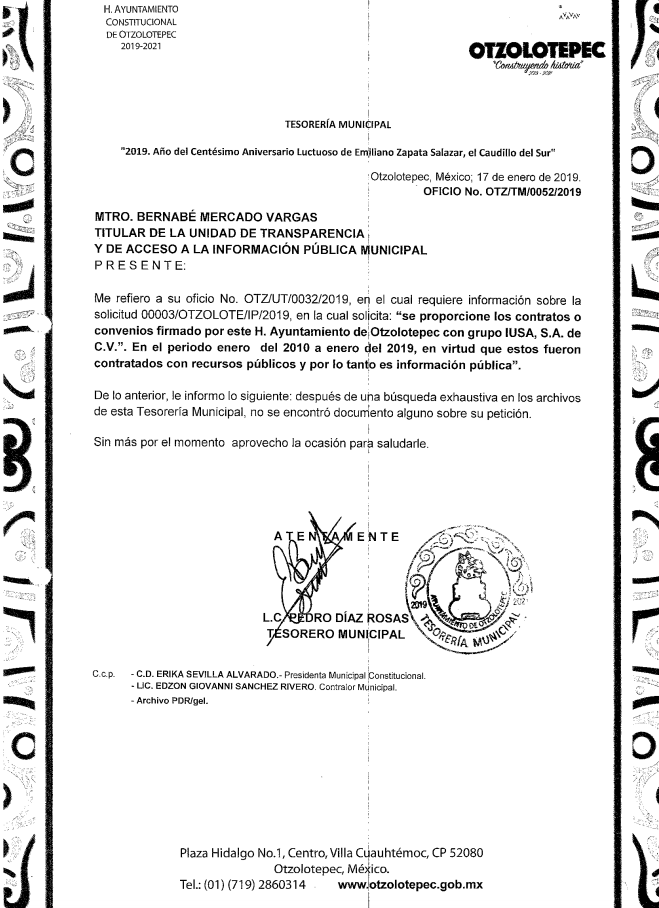 H. AYUNTAMIENTO
CONSTITUCIONAL
DE OTZOLOTEPEC
2019-2021
OTZOLOTEPEC
"Construyendo historia"
2019 - 2021
TESORERÍA MUNICIPAL
"2019. Año del Centésimo Aniversario Luctuoso de Emiliano Zapata Salazar, el Caudillo del Sur"
Otzolotepec, México; 17 de enero de 2019.
OFICIO No. OTZ/TM/0052/2019
MTRO. BERNABÉ MERCADO VARGAS
TITULAR DE LA UNIDAD DE TRANSPARENCIA
Y DE ACCESO A LA INFORMACIÓN PÚBLICA MUNICIPAL
P R E S E N T E:
Me refiero a su oficio No. OTZ/UT/0032/2019, en el cual requiere información sobre la
solicitud 00003/OTZOLOTE/IP/2019, en la cual solicita: "se proporcione los contratos o
convenios firmado por este H. Ayuntamiento de Otzolotepec con grupo IUSA, S.A. de
C.V.". En el periodo enero del 2010 a enero del 2019, en virtud que estos fueron
contratados con recursos públicos y por lo tanto es información pública".
De lo anterior, le informo lo siguiente: después de una búsqueda exhaustiva en los archivos
de esta Tesorería Municipal, no se encontró documento alguno sobre su petición.
Sin más por el momento aprovecho la ocasión para saludarle.
A T E N T A M E N T E
L.C. PEDRO DÍAZ ROSAS
TESORERO MUNICIPAL
2019 2021
AYUNTAMIENTO DE OTZOLOTEPEC
TESORERÍA MUNICIPAL
C.c.p. - C.D. ERIKA SEVILLA ALVARADO.- Presidenta Municipal Constitucional.
- LIC. EDZON GIOVANNI SANCHEZ RIVERO. Contralor Municipal.
- Archivo PDR/gel.
Plaza Hidalgo No.1, Centro, Villa Cuauhtémoc, CP 52080
Otzolotepec, México.
Tel.: (01) (719) 2860314 www.otzolotepec.gob.mx